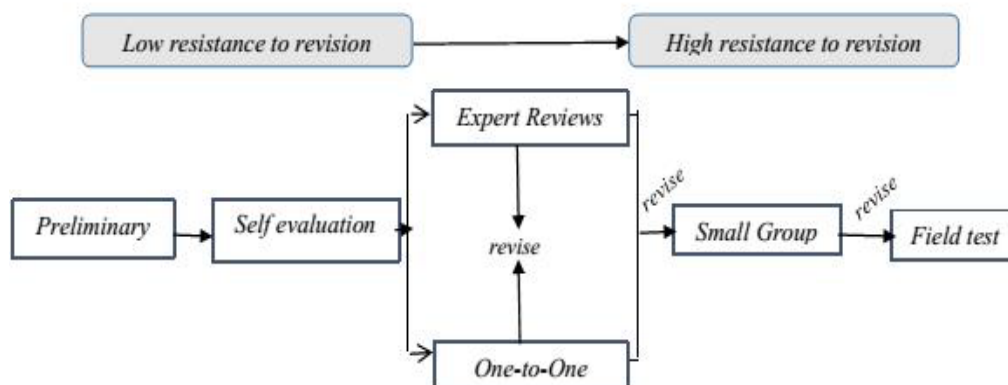 Low resistance to revision
High resistance to revision
Expert Reviews
Preliminary
Self evaluation
revise
revise
Small Group
revise
Field test
One-to-One